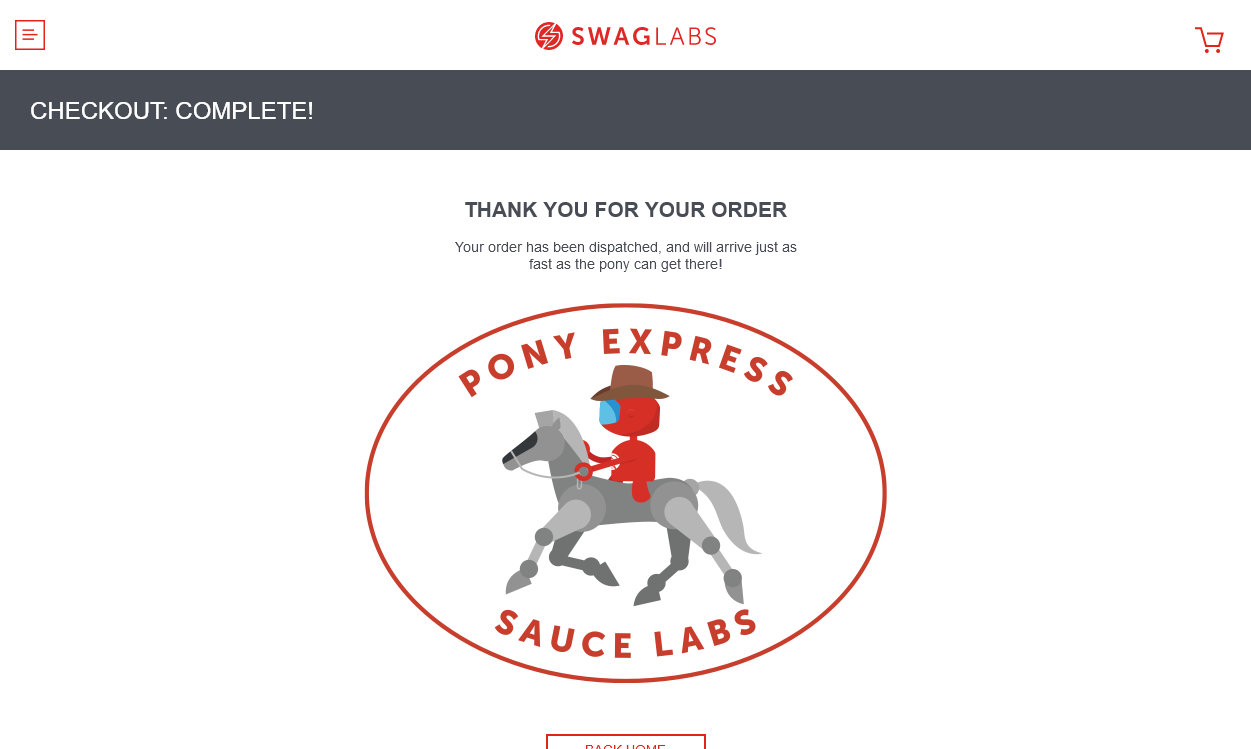 SWAGLABS
CHECKOUT: COMPLETE!
THANK YOU FOR YOUR ORDER
Your order has been dispatched, and will arrive just as
fast as the pony can get there!
PONY EXPRESS
SAUCE LABS
BACK HOME